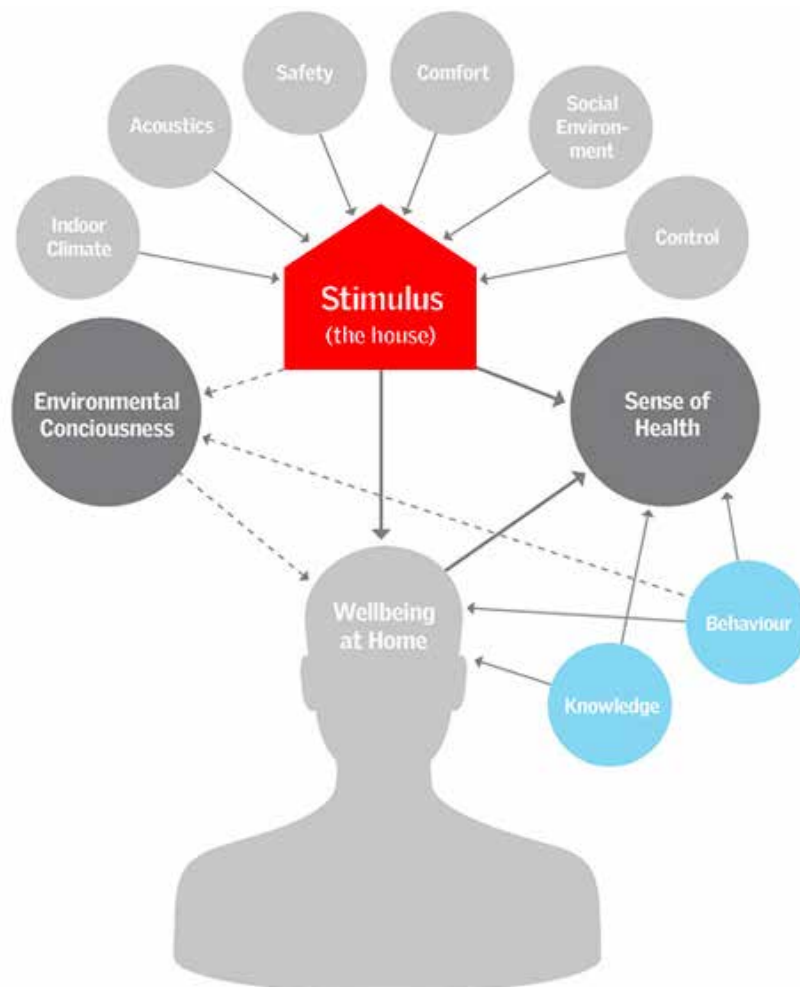 Safety
Comfort
Acoustics
Social
Environ-
ment
Indoor
Climate
Control
Stimulus
(the house)
Environmental
Conciousness
Sense of
Health
Wellbeing
at Home
Behaviour
Knowledge